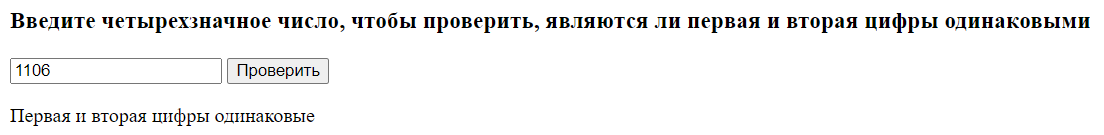 Введите четырехзначное число, чтобы проверить, являются ли первая и вторая цифры одинаковыми
1106 Проверить
Первая и вторая цифры одинаковые